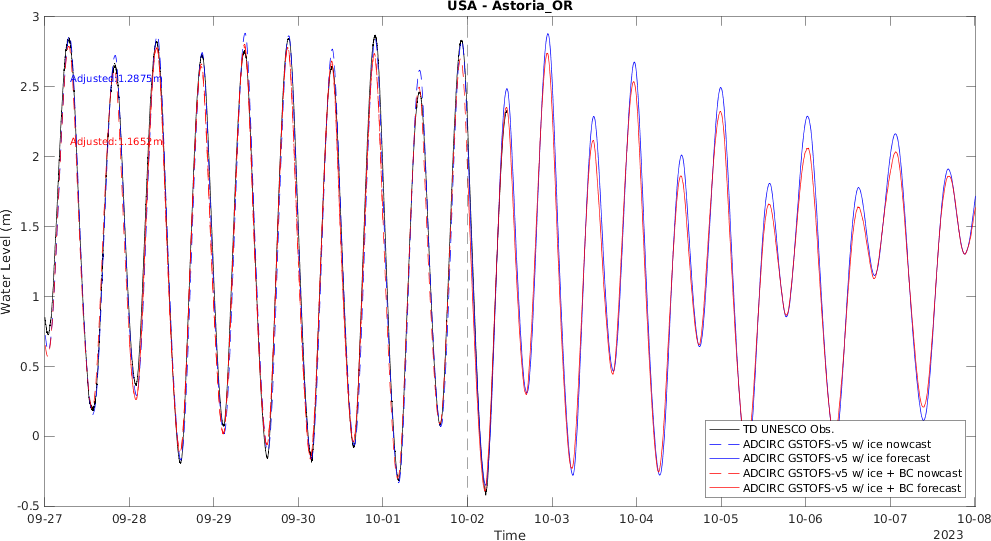 USA - Astoria_OR
3
2.5
2
1.5
1
0.5
0
-0.5
Water Level (m)
Adjusted:1.2875m
Adjusted:1.1652m
TD UNESCO Obs.
ADCIRC GSTOFS-v5 w/ ice nowcast
ADCIRC GSTOFS-v5 w/ ice forecast
ADCIRC GSTOFS-v5 w/ ice + BC nowcast
ADCIRC GSTOFS-v5 w/ ice + BC forecast
09-27 09-28 09-29 09-30 10-01 10-02 10-03 10-04 10-05 10-06 10-07 10-08
Time
2023